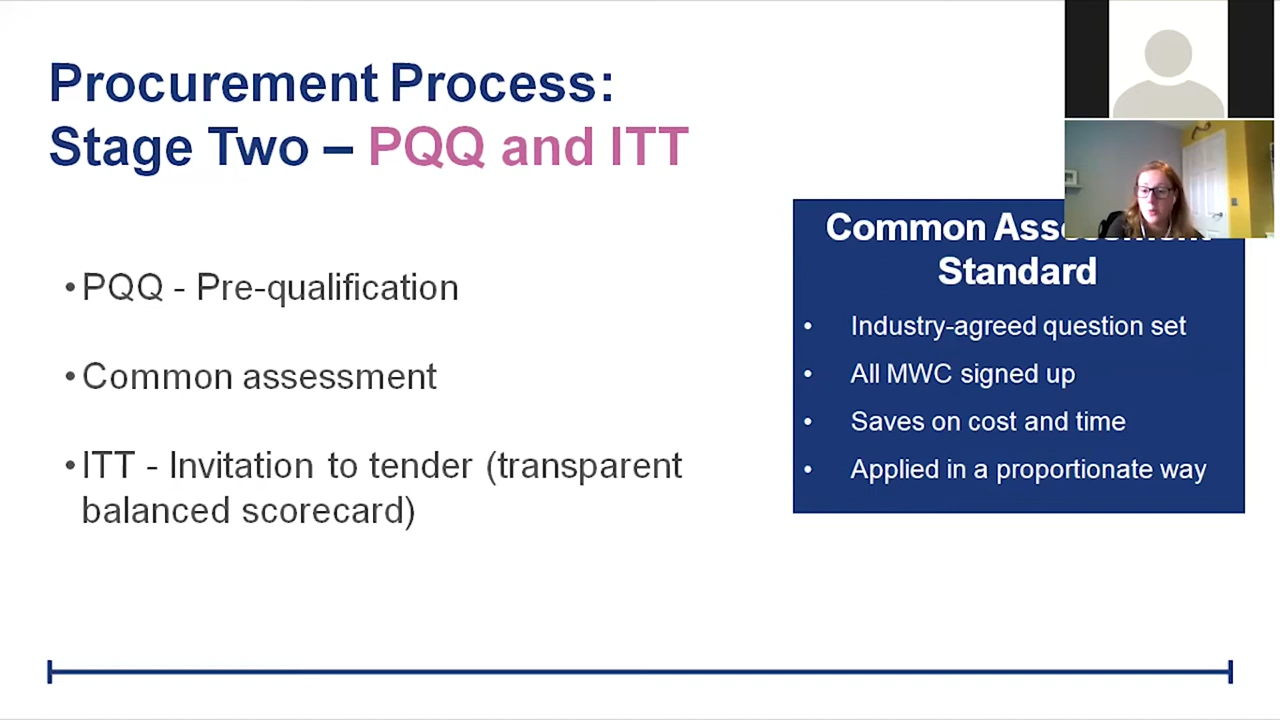 Procurement Process:
Stage Two – PQQ and ITT
• PQQ - Pre-qualification
• Common assessment
• ITT - Invitation to tender (transparent
balanced scorecard)
Common Assessment
Standard
• Industry-agreed question set
• All MWC signed up
• Saves on cost and time
• Applied in a proportionate way